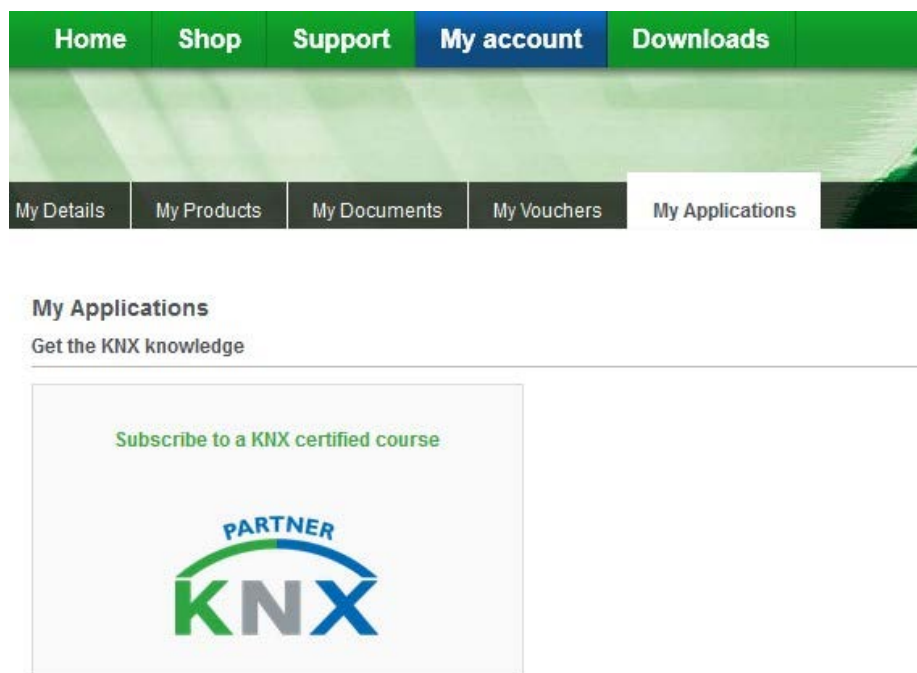 Home Shop Support My account Downloads
My Details My Products My Documents My Vouchers My Applications
My Applications
Get the KNX knowledge
Subscribe to a KNX certified course
PARTNER
KNX